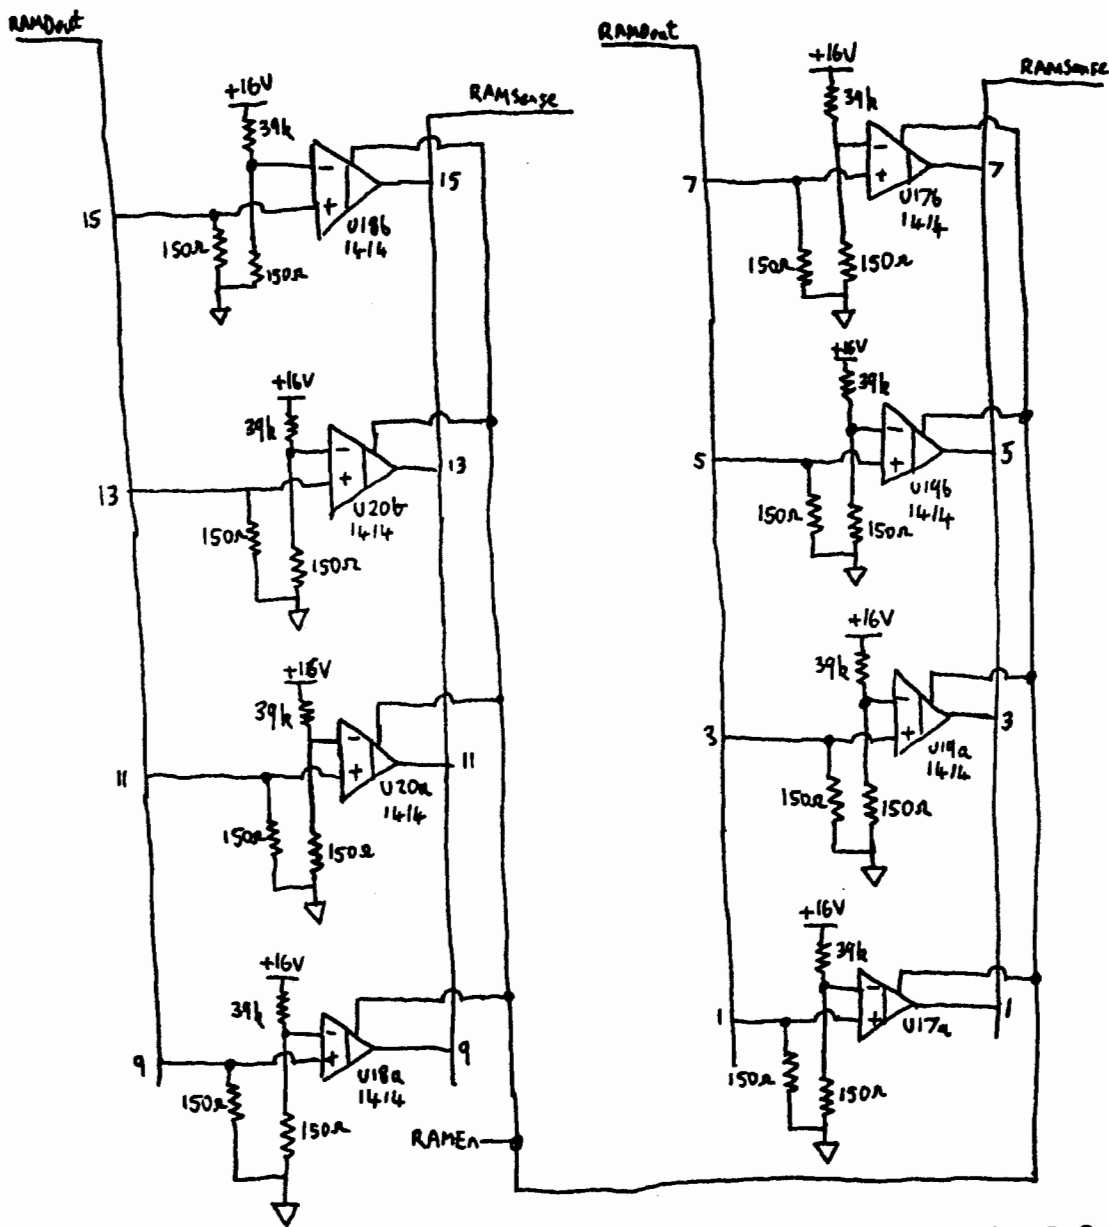 RAMDout
+16V
39k
RAMSense
15
15
U18b
1414
150Ω
150Ω
+16V
39k
13
13
U20b
1414
150Ω
150Ω
+16V
39k
11
11
U20a
1414
150Ω
150Ω
+16V
39k
9
9
U18a
1414
150Ω
150Ω
RAMEn
RAMDout
+16V
39k
RAMSense
7
7
U17b
1414
150Ω
150Ω
+16V
39k
5
5
U19b
1414
150Ω
150Ω
+16V
39k
3
3
U19a
1414
150Ω
150Ω
+16V
39k
1
1
U17a
150Ω
150Ω